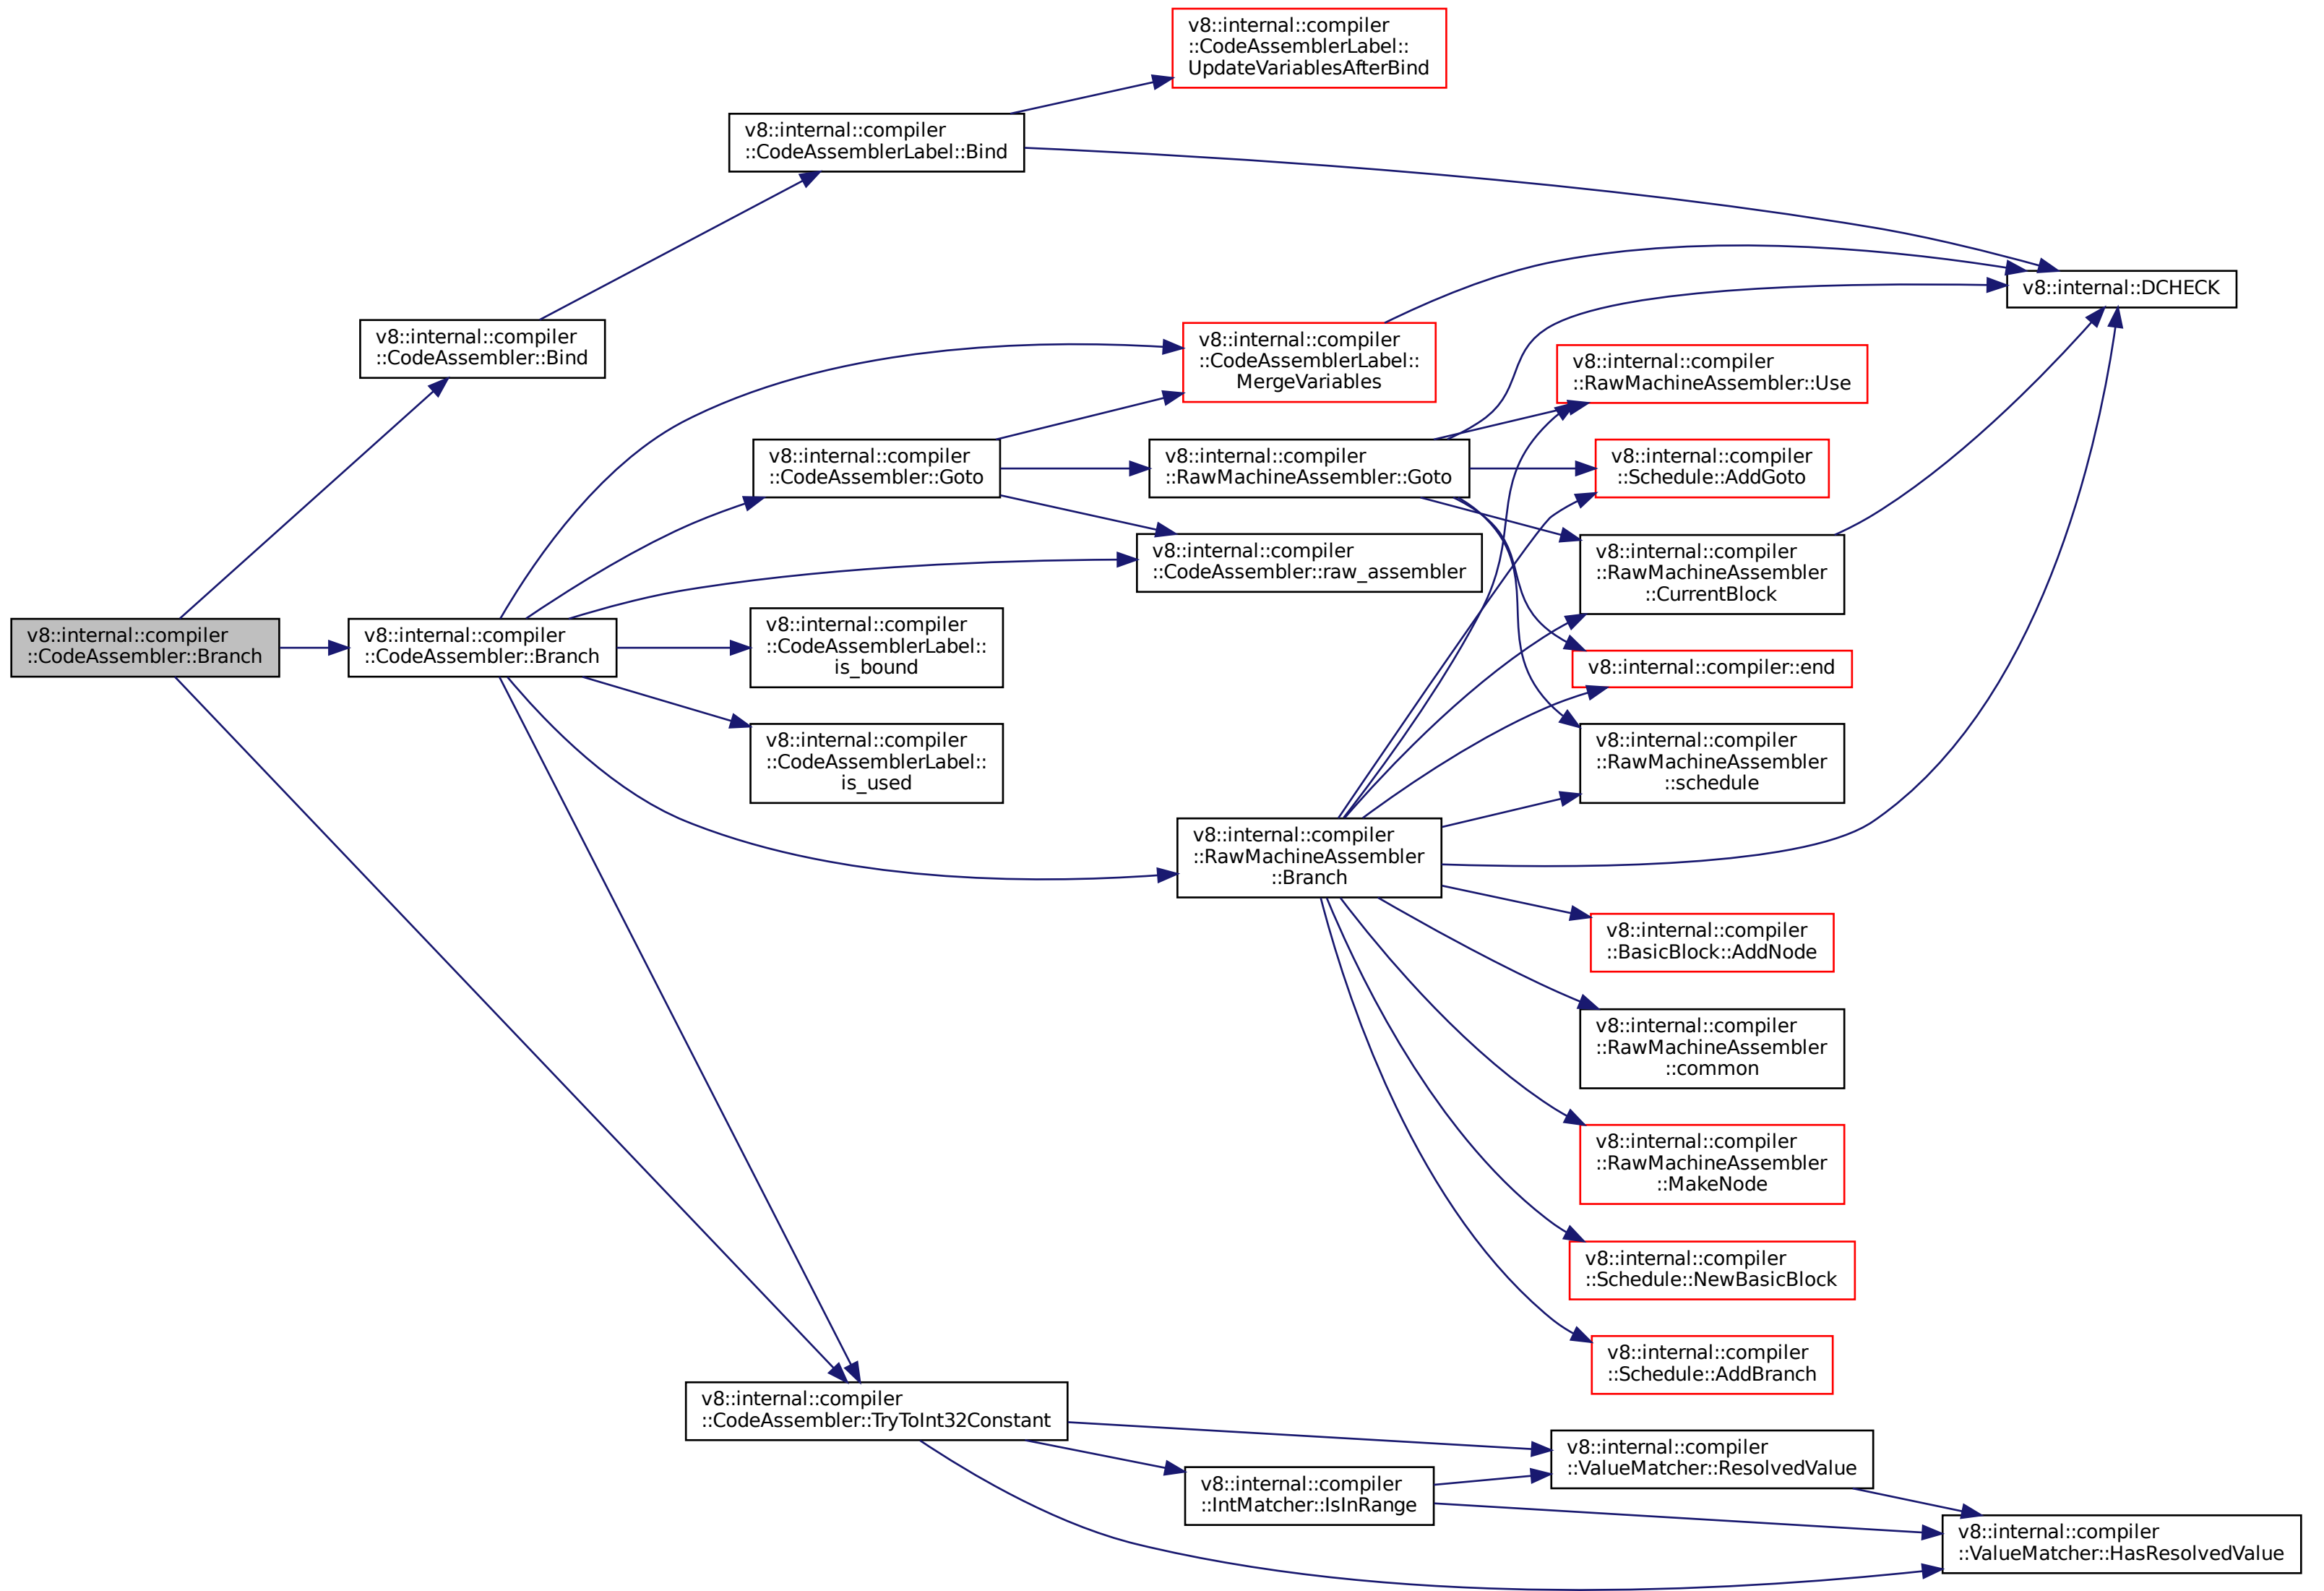 v8::internal::compiler
::CodeAssemblerLabel::
UpdateVariablesAfterBind
v8::internal::compiler
::CodeAssemblerLabel::Bind
v8::internal::DCHECK
v8::internal::compiler
::CodeAssembler::Bind
v8::internal::compiler
::CodeAssemblerLabel::
MergeVariables
v8::internal::compiler
::RawMachineAssembler::Use
v8::internal::compiler
::CodeAssembler::Goto
v8::internal::compiler
::RawMachineAssembler::Goto
v8::internal::compiler
::Schedule::AddGoto
v8::internal::compiler
::CodeAssembler::raw_assembler
v8::internal::compiler
::RawMachineAssembler
::CurrentBlock
v8::internal::compiler
::CodeAssembler::Branch
v8::internal::compiler
::CodeAssembler::Branch
v8::internal::compiler
::CodeAssemblerLabel::
is_bound
v8::internal::compiler::end
v8::internal::compiler
::CodeAssemblerLabel::
is_used
v8::internal::compiler
::RawMachineAssembler
::schedule
v8::internal::compiler
::RawMachineAssembler
::Branch
v8::internal::compiler
::BasicBlock::AddNode
v8::internal::compiler
::RawMachineAssembler
::common
v8::internal::compiler
::RawMachineAssembler
::MakeNode
v8::internal::compiler
::Schedule::NewBasicBlock
v8::internal::compiler
::Schedule::AddBranch
v8::internal::compiler
::CodeAssembler::TryToInt32Constant
v8::internal::compiler
::ValueMatcher::ResolvedValue
v8::internal::compiler
::IntMatcher::IsInRange
v8::internal::compiler
::ValueMatcher::HasResolvedValue